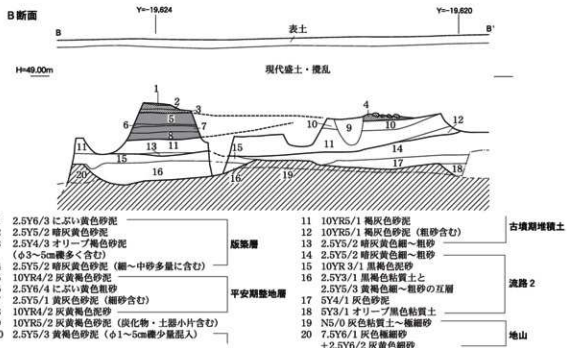 B断面
Y=-19,624
Y=-19,620
B
表土
B'
H=49.00m
現代盛土・攪乱
1
2
3
4
5
6
7
8
9
10
10
11
11
11
12
13
14
15
15
16
16
17
18
19
20
2.5Y6/3 にぶい黄色砂泥
2.5Y5/2 暗灰黄色砂泥
2.5Y4/3 オリーブ褐色砂泥
(φ3~5㎝礫多く含む)
2.5Y5/2 暗灰黄色砂泥(細~中砂多量に含む)
版築層
10YR4/2 灰黄褐色砂泥
2.5Y6/4 にぶい黄色粗砂
2.5Y5/1 黄灰色砂泥(細砂含む)
10YR4/2 灰黄褐色泥砂
10YR5/2 灰黄褐色砂泥(炭化物・土器小片含む)
2.5Y5/3 黄褐色砂泥(φ1~5㎝礫少量混入)
平安期整地層
11 10YR5/1 褐灰色砂泥
12 10YR5/1 褐灰色砂泥(粗砂含む)
13 2.5Y5/2 暗灰黄色細~粗砂
古墳期堆積土
14 2.5Y5/2 暗灰黄色細~粗砂
15 10YR 3/1 黒褐色泥砂
16 2.5Y3/1 黒褐色粘質土と
2.5Y5/3 黄褐色細~粗砂の互層
17 5Y4/1 灰色砂泥
18 5Y3/1 オリーブ黒色粘質土
流路2
19 N5/0 灰色粘質土~極細砂
20 7.5Y6/1 灰色極細砂
+2.5Y6/2 灰黄色細砂
地山